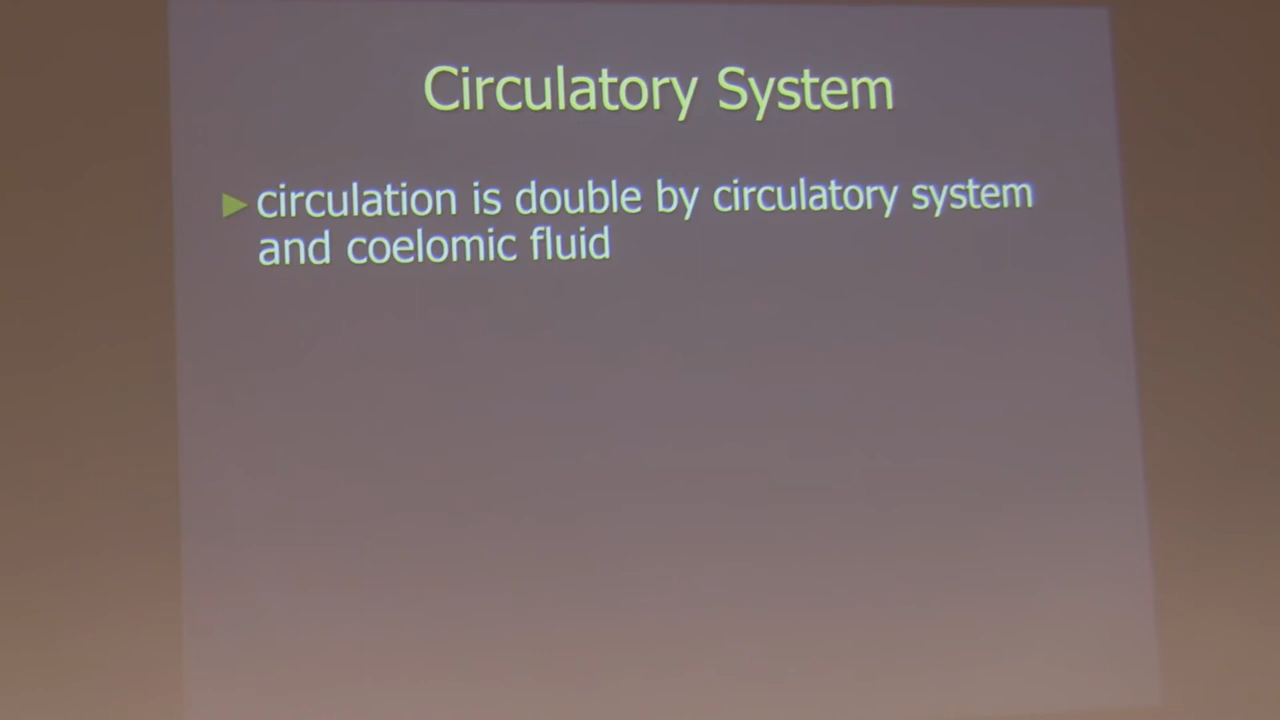 Circulatory System
circulation is double by circulatory system
and coelomic fluid